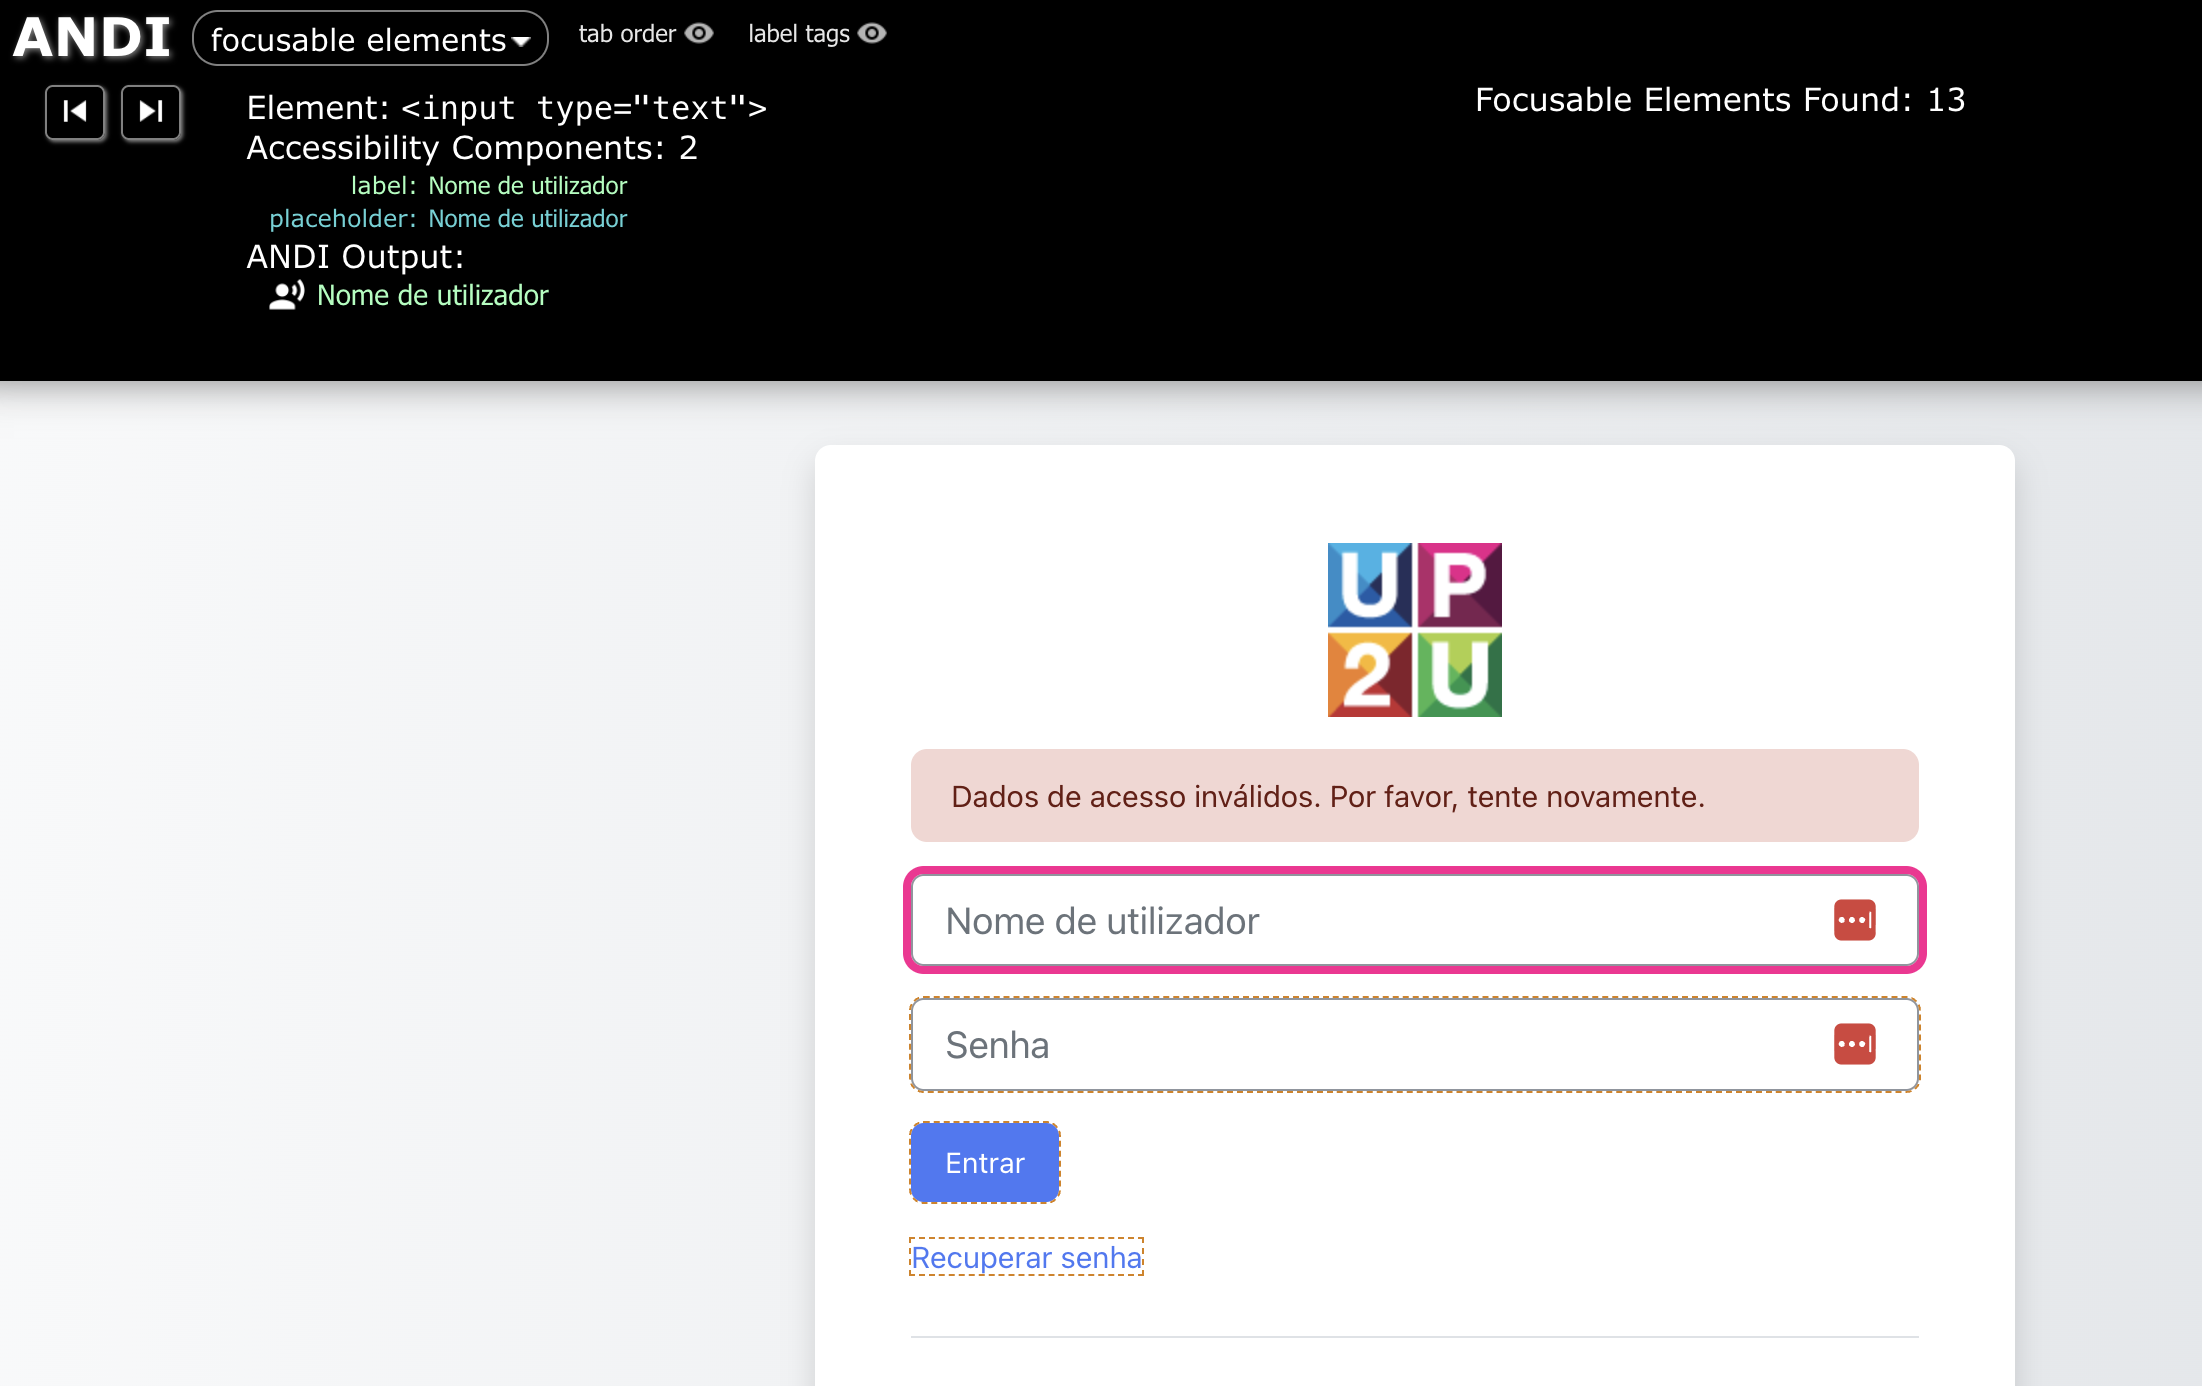 ANDI focusable elements tab order label tags
Element: <input type="text">
Focusable Elements Found: 13
Accessibility Components: 2
label: Nome de utilizador
placeholder: Nome de utilizador
ANDI Output:
Nome de utilizador
UP
2U
Dados de acesso inválidos. Por favor, tente novamente.
Nome de utilizador
Senha
Entrar
Recuperar senha